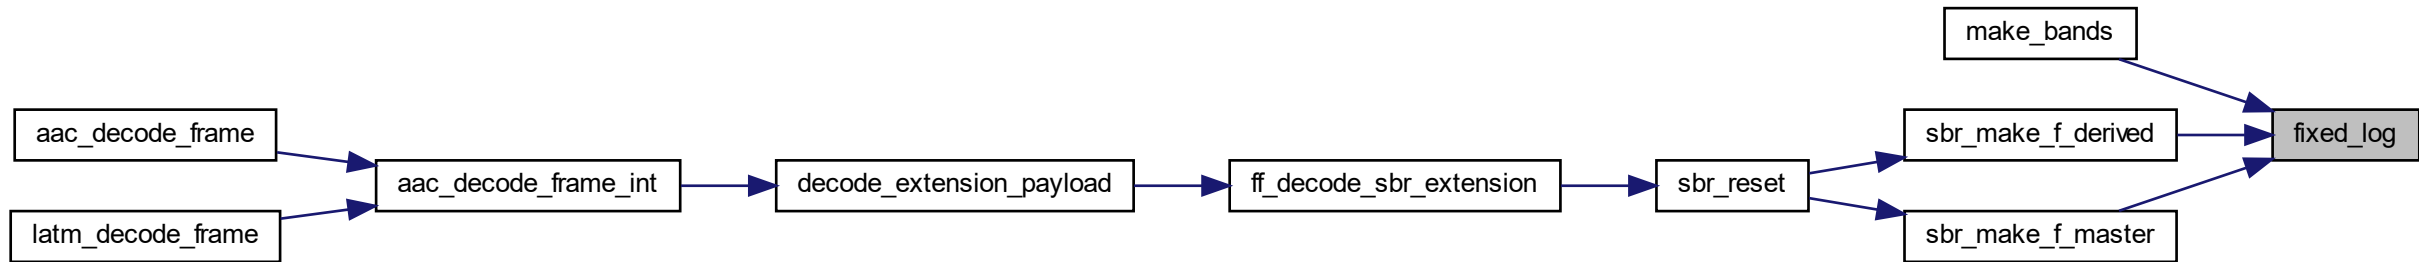 make_bands
aac_decode_frame
sbr_make_f_derived
fixed_log
aac_decode_frame_int
decode_extension_payload
ff_decode_sbr_extension
sbr_reset
latm_decode_frame
sbr_make_f_master